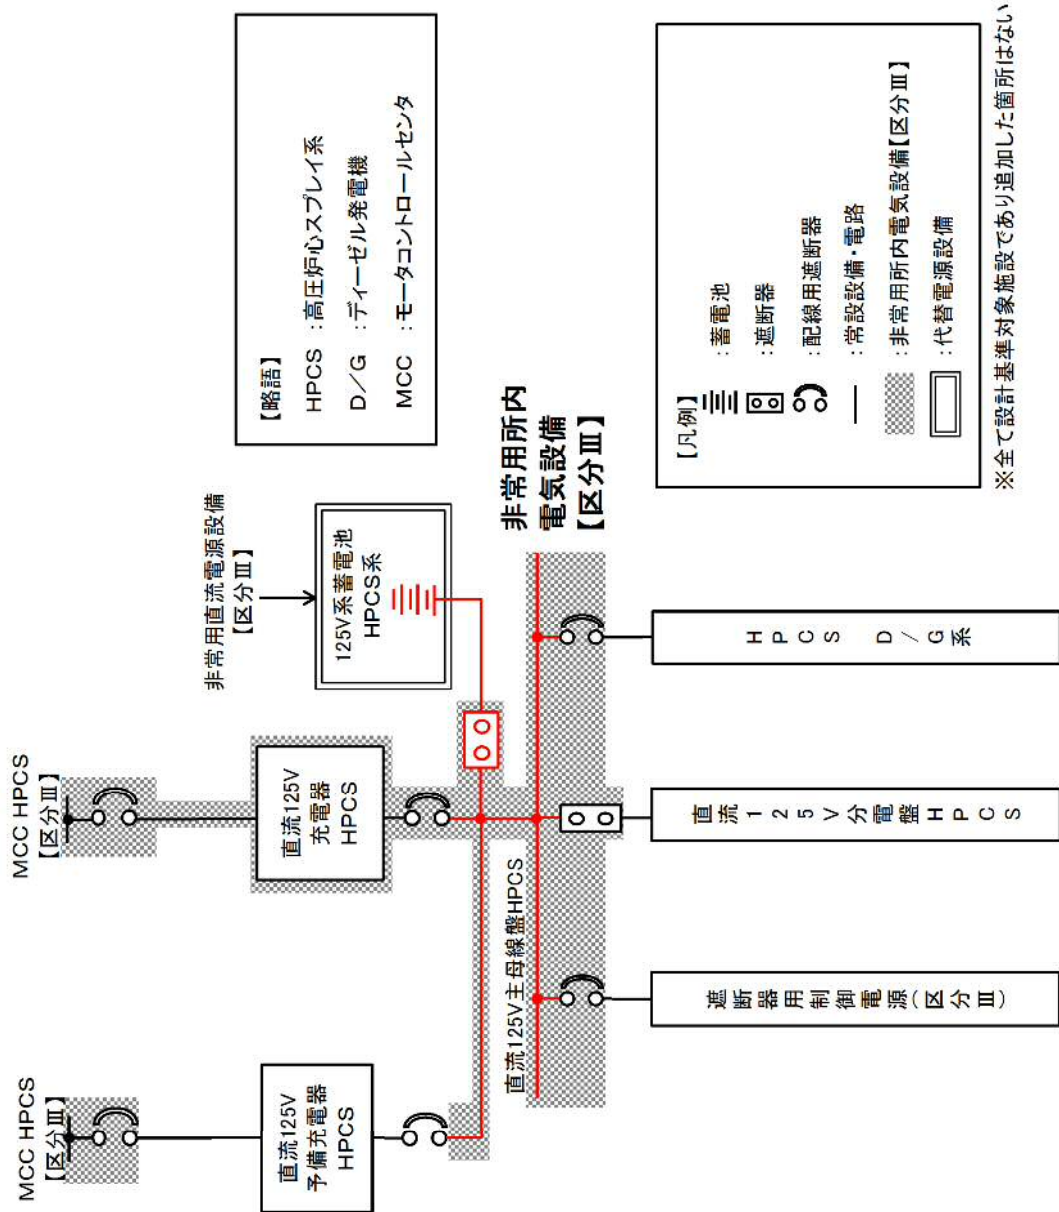 MCC HPCS
【区分Ⅲ】
MCC HPCS
【区分Ⅲ】
非常用直流電源設備
【区分Ⅲ】
直流125V
予備充電器
HPCS
直流125V
充電器
HPCS
125V系蓄電池
HPCS系
直流125V主母線盤HPCS
非常用所内
電気設備
【区分Ⅲ】
遮断器用制御電源(区分Ⅲ)
直流125V分電盤HPCS
HPCS D/G系
【略語】
HPCS :高圧炉心スプレイ系
D/G :ディーゼル発電機
MCC :モータコントロールセンタ
【凡例】
:蓄電池
:遮断器
:配線用遮断器
:常設設備・電路
:非常用所内電気設備【区分Ⅲ】
:代替電源設備
※全て設計基準対象施設であり追加した箇所はない